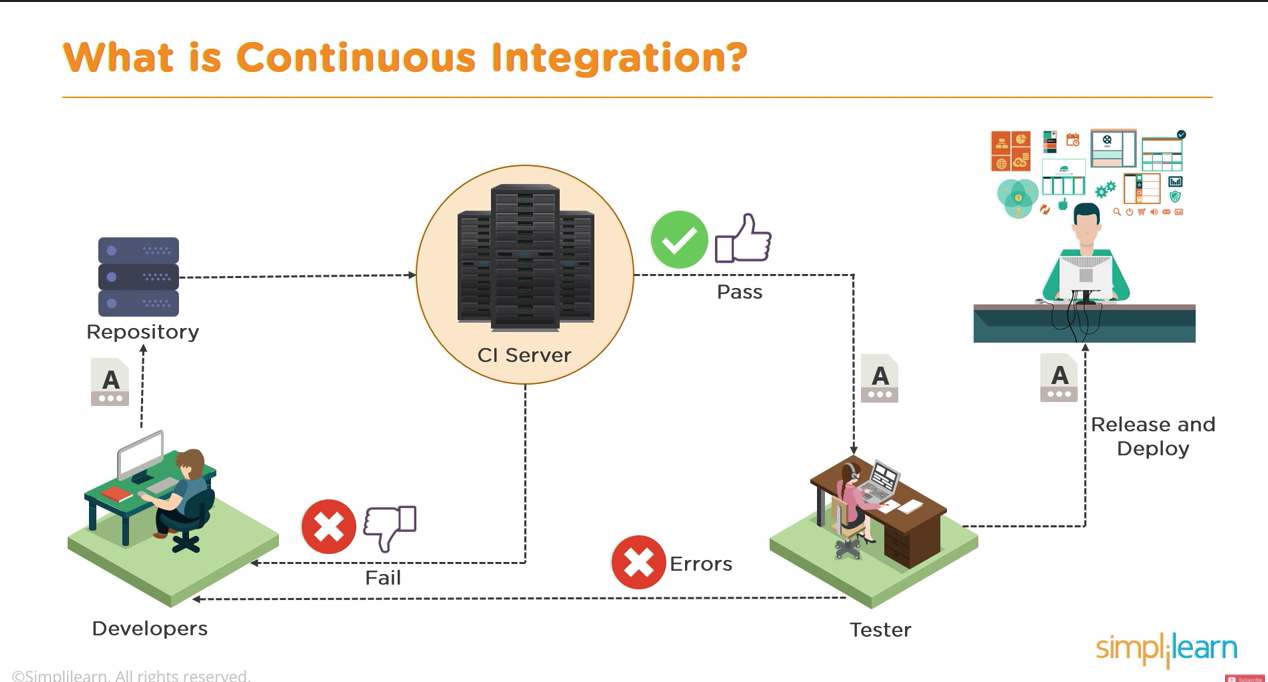 What is Continuous Integration?
Repository
CI Server
Pass
A
A
A
Release and
Deploy
Fail
Errors
Developers
Tester
simplilearn
©Simplilearn. All rights reserved.
Subscribe